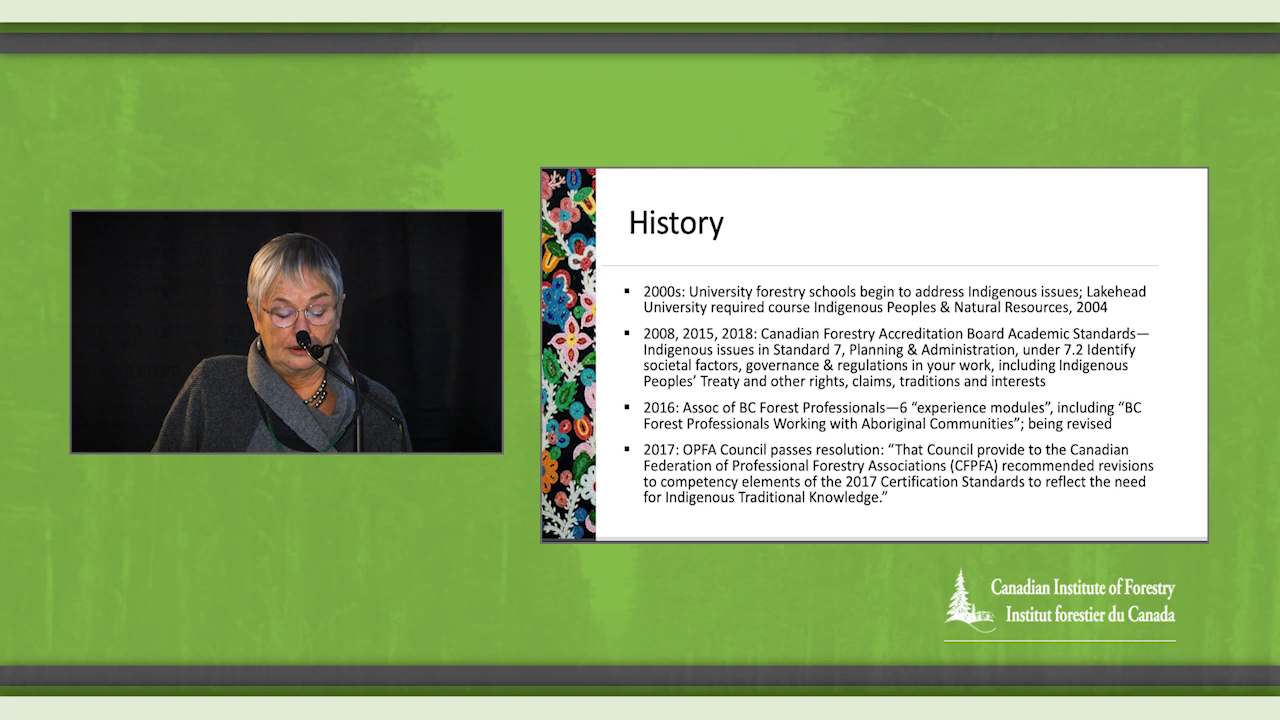 History
▪ 2000s: University forestry schools begin to address Indigenous issues; Lakehead
University required course Indigenous Peoples & Natural Resources, 2004
▪ 2008, 2015, 2018: Canadian Forestry Accreditation Board Academic Standards—
Indigenous issues in Standard 7, Planning & Administration, under 7.2 Identify
societal factors, governance & regulations in your work, including Indigenous
Peoples’ Treaty and other rights, claims, traditions and interests
▪ 2016: Assoc of BC Forest Professionals—6 “experience modules”, including “BC
Forest Professionals Working with Aboriginal Communities”; being revised
▪ 2017: OPFA Council passes resolution: “That Council provide to the Canadian
Federation of Professional Forestry Associations (CFPFA) recommended revisions
to competency elements of the 2017 Certification Standards to reflect the need
for Indigenous Traditional Knowledge.”
Canadian Institute of Forestry
Institut forestier du Canada